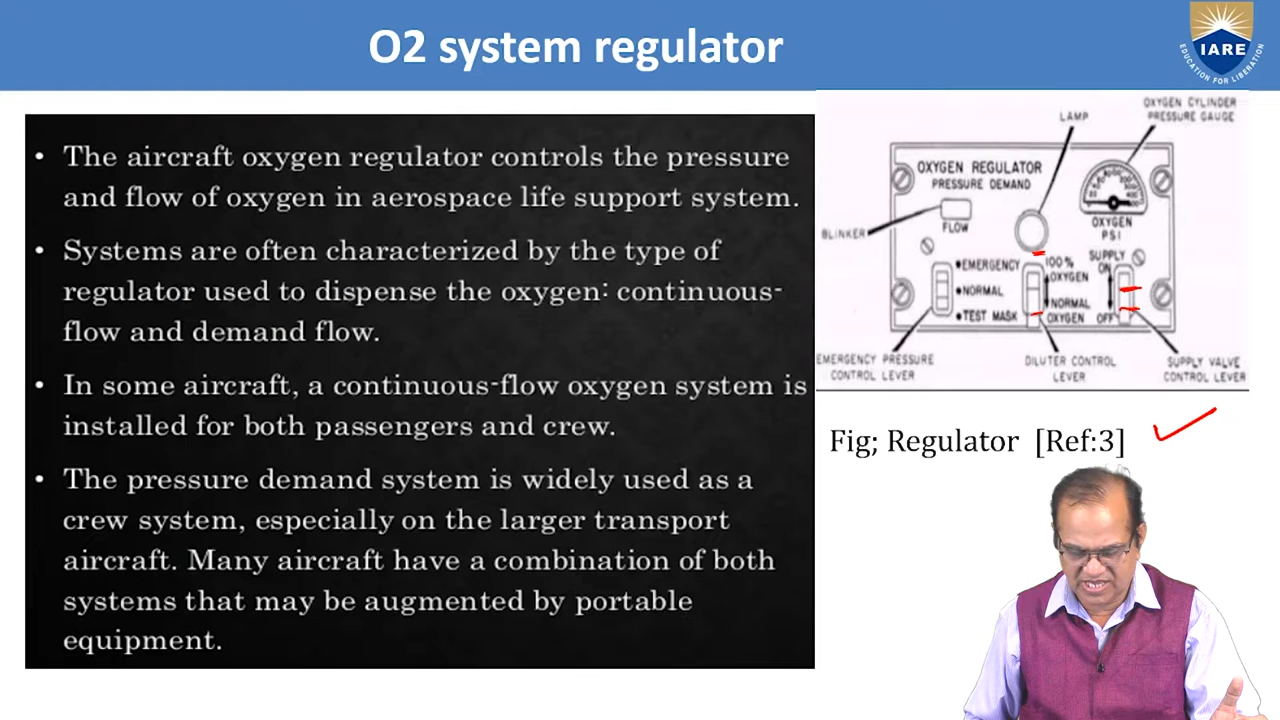 O2 system regulator
IARE
EDUCATION FOR LIBERATION
• The aircraft oxygen regulator controls the pressure
and flow of oxygen in aerospace life support system.
• Systems are often characterized by the type of
regulator used to dispense the oxygen: continuous-
flow and demand flow.
• In some aircraft, a continuous-flow oxygen system is
installed for both passengers and crew.
• The pressure demand system is widely used as a
crew system, especially on the larger transport
aircraft. Many aircraft have a combination of both
systems that may be augmented by portable
equipment.
OXYGEN CYLINDER
PRESSURE GAUGE
LAMP
OXYGEN REGULATOR
PRESSURE DEMAND
FLOW
BLINKER
OXYGEN
PSI
• EMERGENCY
• NORMAL
• TEST MASK
100%
OXYGEN
NORMAL
OXYGEN
SUPPLY
ON
OFF
EMERGENCY PRESSURE
CONTROL LEVER
DILUTER CONTROL
LEVER
SUPPLY VALVE
CONTROL LEVER
Fig; Regulator [Ref:3]